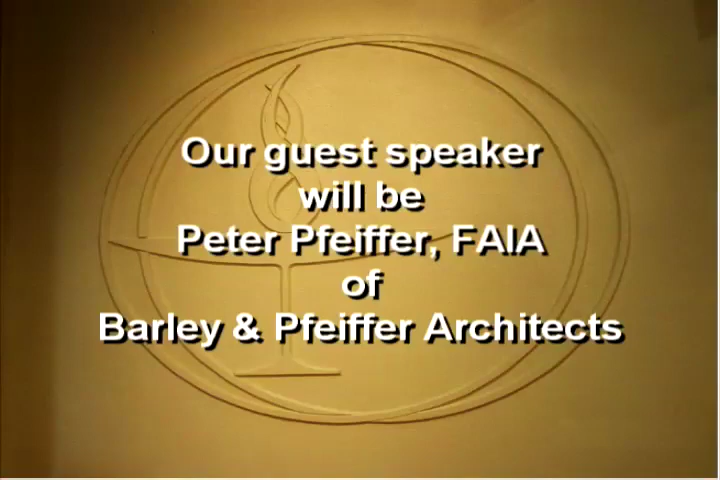 Our guest speaker
will be
Peter Pfeiffer, FAIA
of
Barley & Pfeiffer Architects